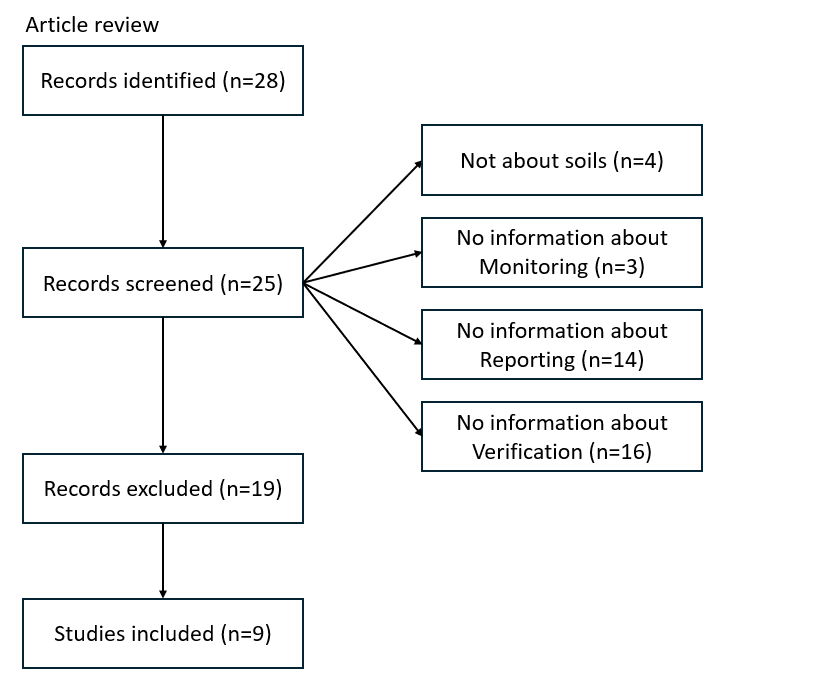 Article review
Records identified (n=28)
Not about soils (n=4)
No information about
Monitoring (n=3)
Records screened (n=25)
No information about
Reporting (n=14)
No information about
Verification (n=16)
Records excluded (n=19)
Studies included (n=9)